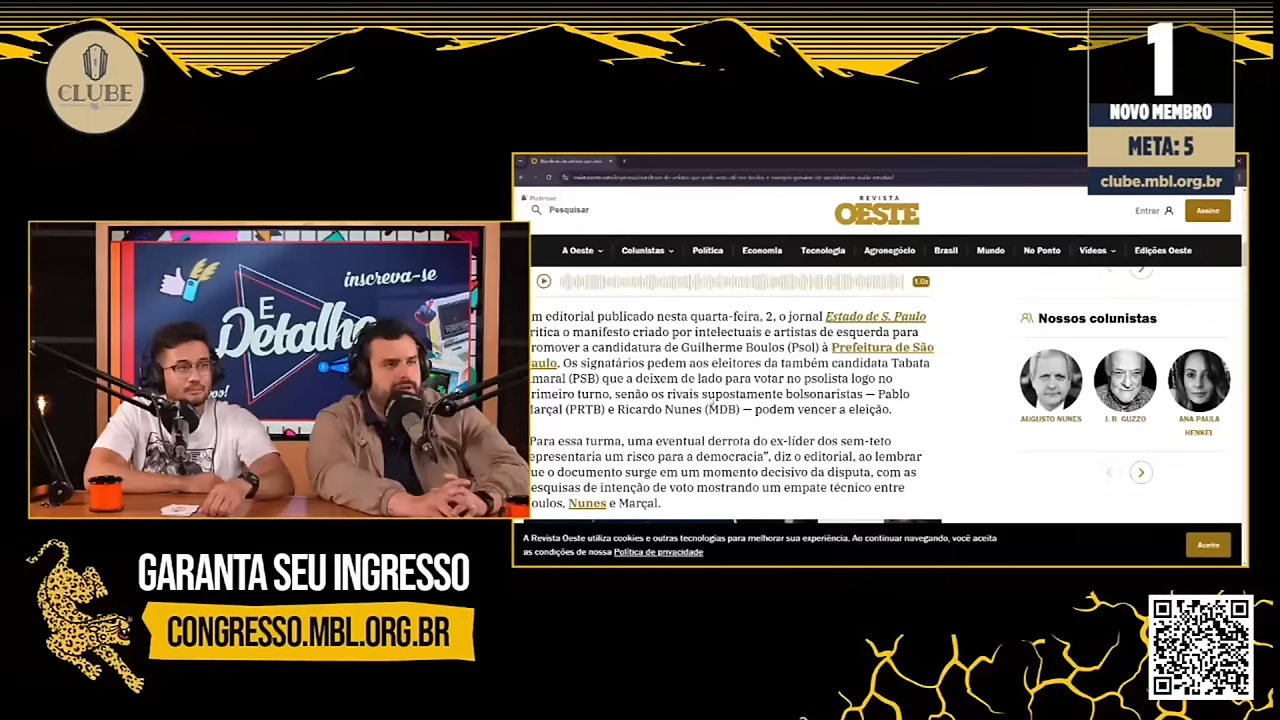 CLUBE
1
NOVO MEMBRO
META: 5
clube.mbl.org.br
Pesquisar
REVISTA
OESTE
Entrar
Assine
A Oeste
Colunistas
Política
Economia
Tecnologia
Agronegócio
Brasil
Mundo
No Ponto
Vídeos
Edições Oeste
1.0x
m editorial publicado nesta quarta-feira, 2, o jornal Estado de S. Paulo
ritica o manifesto criado por intelectuais e artistas de esquerda para
romover a candidatura de Guilherme Boulos (Psol) à Prefeitura de São
aulo. Os signatários pedem aos eleitores da também candidata Tabata
maral (PSB) que a deixem de lado para votar no psolista logo no
rimeiro turno, senão os rivais supostamente bolsonaristas — Pablo
arçal (PRTB) e Ricardo Nunes (MDB) — podem vencer a eleição.
Para essa turma, uma eventual derrota do ex-líder dos sem-teto
epresentaria um risco para a democracia", diz o editorial, ao lembrar
ue o documento surge em um momento decisivo da disputa, com as
esquisas de intenção de voto mostrando um empate técnico entre
oulos, Nunes e Marçal.
Nossos colunistas
AUGUSTO NUNES
J. R. GUZZO
ANA PAULA
HENKEL
A Revista Oeste utiliza cookies e outras tecnologias para melhorar sua experiência. Ao continuar navegando, você aceita
as condições de nossa Política de privacidade
Aceito
inscreva-se
É
Detalhe
GARANTA SEU INGRESSO
CONGRESSO.MBL.ORG.BR